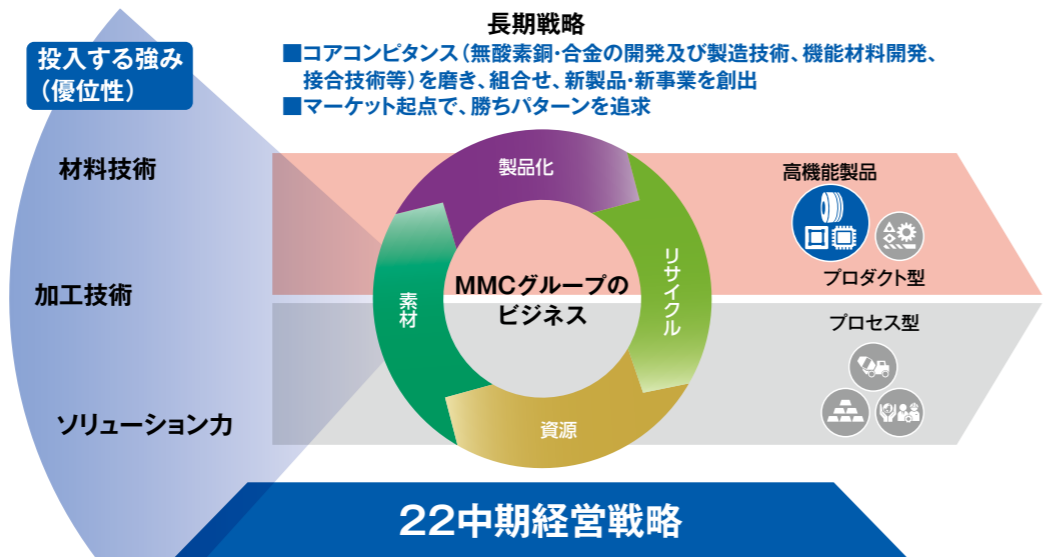 長期戦略
■コアコンピタンス(無酸素銅・合金の開発及び製造技術、機能材料開発、
接合技術等)を磨き、組合せ、新製品・新事業を創出
■マーケット起点で、勝ちパターンを追求
投入する強み
(優位性)
材料技術
加工技術
ソリューション力
製品化
リサイクル
資源
素材
MMCグループの
ビジネス
高機能製品
プロダクト型
プロセス型
22中期経営戦略